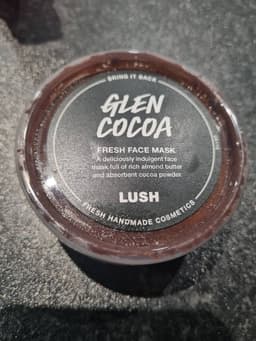 BRING IT BACK
GLEN
COCOA
FRESH FACE MASK
A deliciously indulgent face
mask full of rich almond butter
and absorbent cocoa powder
LUSH
FRESH HANDMADE COSMETICS